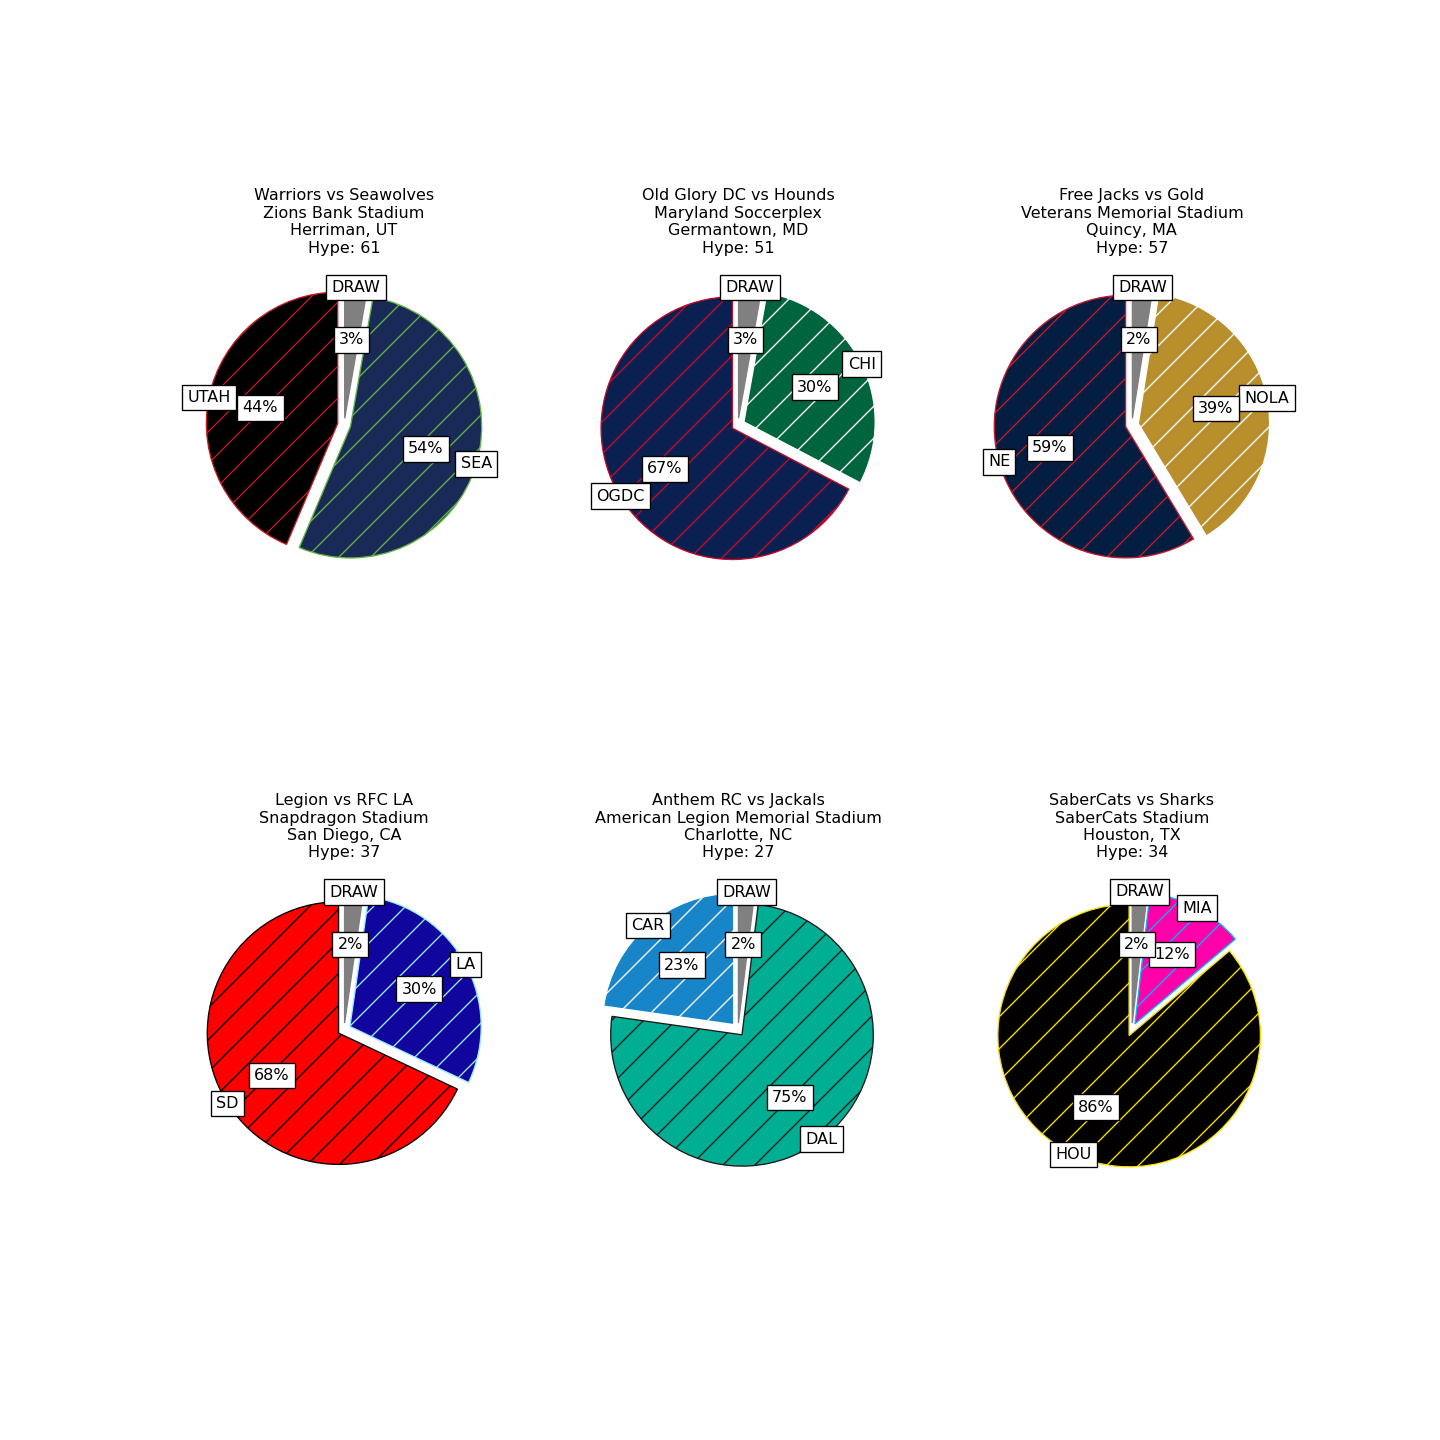 Warriors vs Seawolves
Zions Bank Stadium
Herriman, UT
Hype: 61
DRAW
3%
UTAH
44%
54%
SEA
Old Glory DC vs Hounds
Maryland Soccerplex
Germantown, MD
Hype: 51
DRAW
3%
CHI
30%
67%
OGDC
Free Jacks vs Gold
Veterans Memorial Stadium
Quincy, MA
Hype: 57
DRAW
2%
NOLA
39%
59%
NE
Legion vs RFC LA
Snapdragon Stadium
San Diego, CA
Hype: 37
DRAW
2%
LA
30%
68%
SD
Anthem RC vs Jackals
American Legion Memorial Stadium
Charlotte, NC
Hype: 27
DRAW
CAR
2%
23%
75%
DAL
SaberCats vs Sharks
SaberCats Stadium
Houston, TX
Hype: 34
DRAW
MIA
2%
12%
86%
HOU